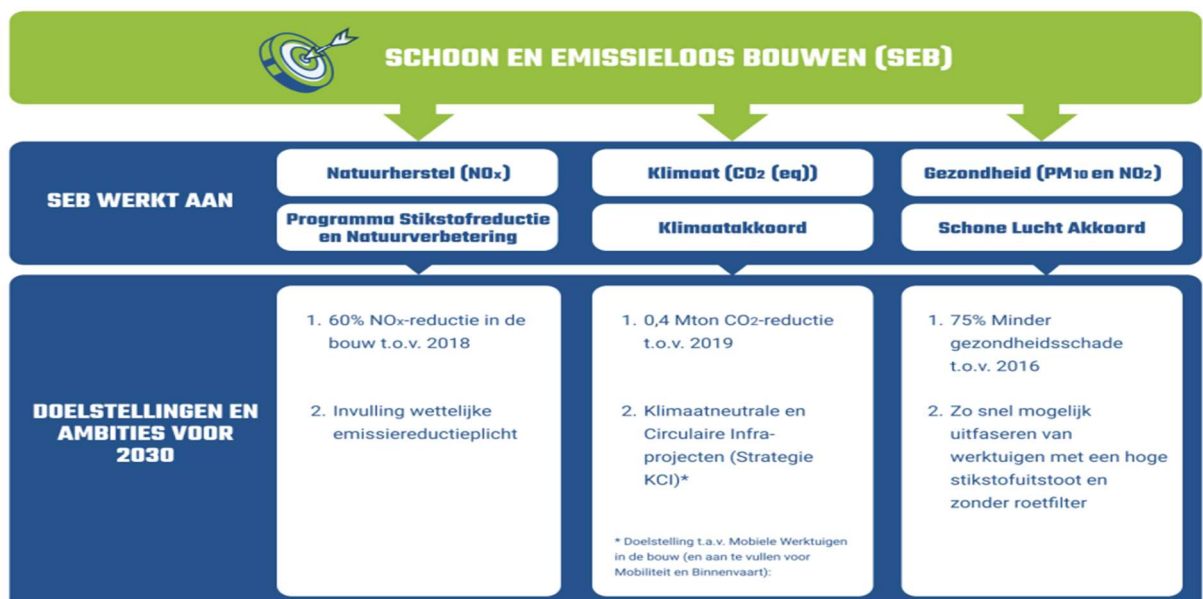 SCHOON EN EMISSIELOOS BOUWEN (SEB)
SEB WERKT AAN
Natuurherstel (NOx)
Programma Stikstofreductie
en Natuurverbetering
Klimaat (CO2 (eq))
Klimaatakkoord
Gezondheid (PM10 en NO2)
Schone Lucht Akkoord
DOELSTELLINGEN EN
AMBITIES VOOR
2030
1. 60% NOx-reductie in de
bouw t.o.v. 2018
2. Invulling wettelijke
emissiereductieplicht
1. 0,4 Mton CO2-reductie
t.o.v. 2019
2. Klimaatneutrale en
Circulaire Infra-
projecten (Strategie
KCI)*
* Doelstelling t.a.v. Mobiele Werktuigen
in de bouw (en aan te vullen voor
Mobiliteit en Binnenvaart):
1. 75% Minder
gezondheidsschade
t.o.v. 2016
2. Zo snel mogelijk
uitfaseren van
werktuigen met een hoge
stikstofuitstoot en
zonder roetfilter